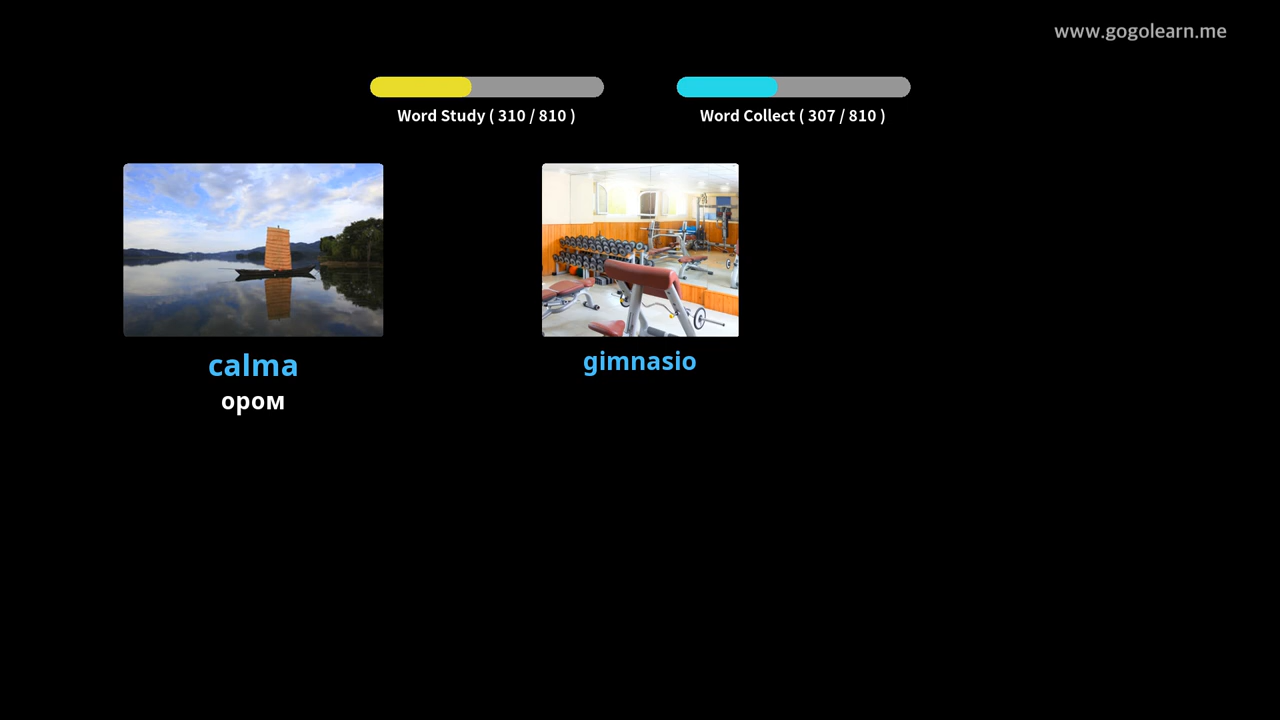 www.gogolearn.me
Word Study ( 310 / 810 )
Word Collect ( 307 / 810 )
calma
ором
gimnasio